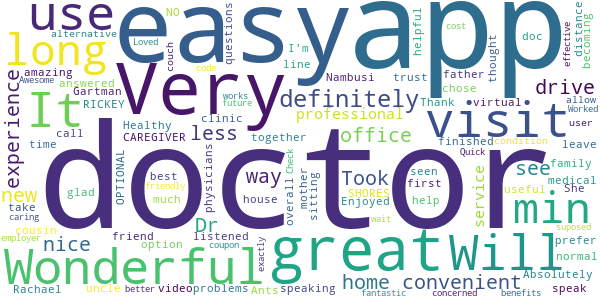 use easy app
long Very
alternative NO
Loved couch
questions I'm line
helpful
cost doc
becoming distance
effective
amazing answered Gartman
RICKEY code
Awesome works future
Nambusi trust father chose
thought
drive
It definitely
professional Thank virtual allow
Worked user
experience
call Healthy CAREGIVER clinic
less together office
visit
finished condition leave
time
OPTIONAL
doctor
new best friendly
physicians
way Took
seen first
Quick
see family medical
She
take glad much
house overall Check
mother sitting
SHORES help
service useful
min
caring
Dr Enjoyed
wait
suposed
prefer normal
cousin nice friend listened
great will
employer
Wonderful
option coupon exactly
home convenient
Absolutely
uncle better video problems Ants speaking
Rachael
fantastic concerned benefits speak